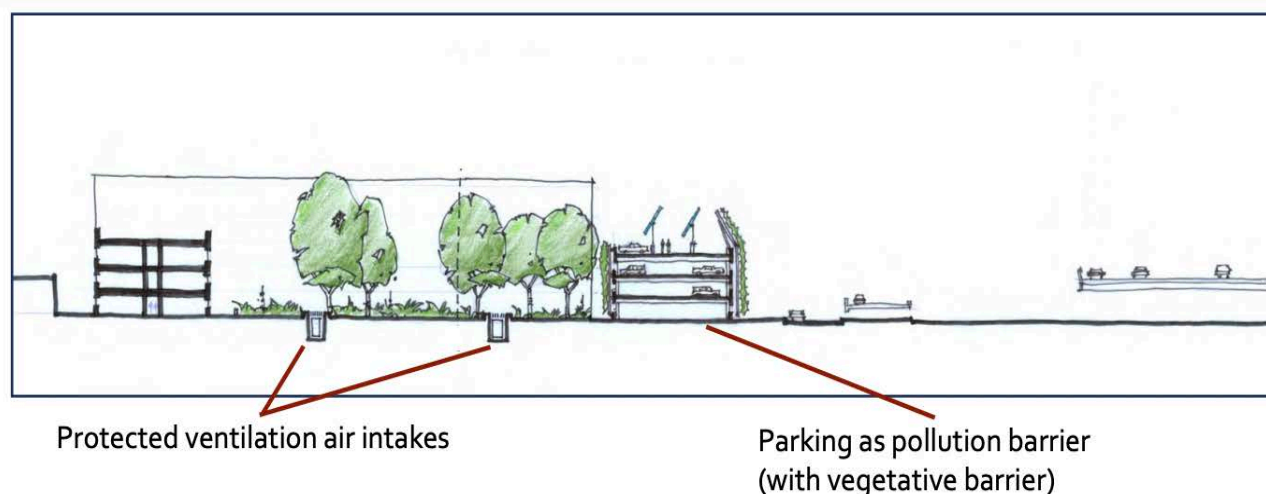 Protected ventilation air intakes
Parking as pollution barrier
(with vegetative barrier)